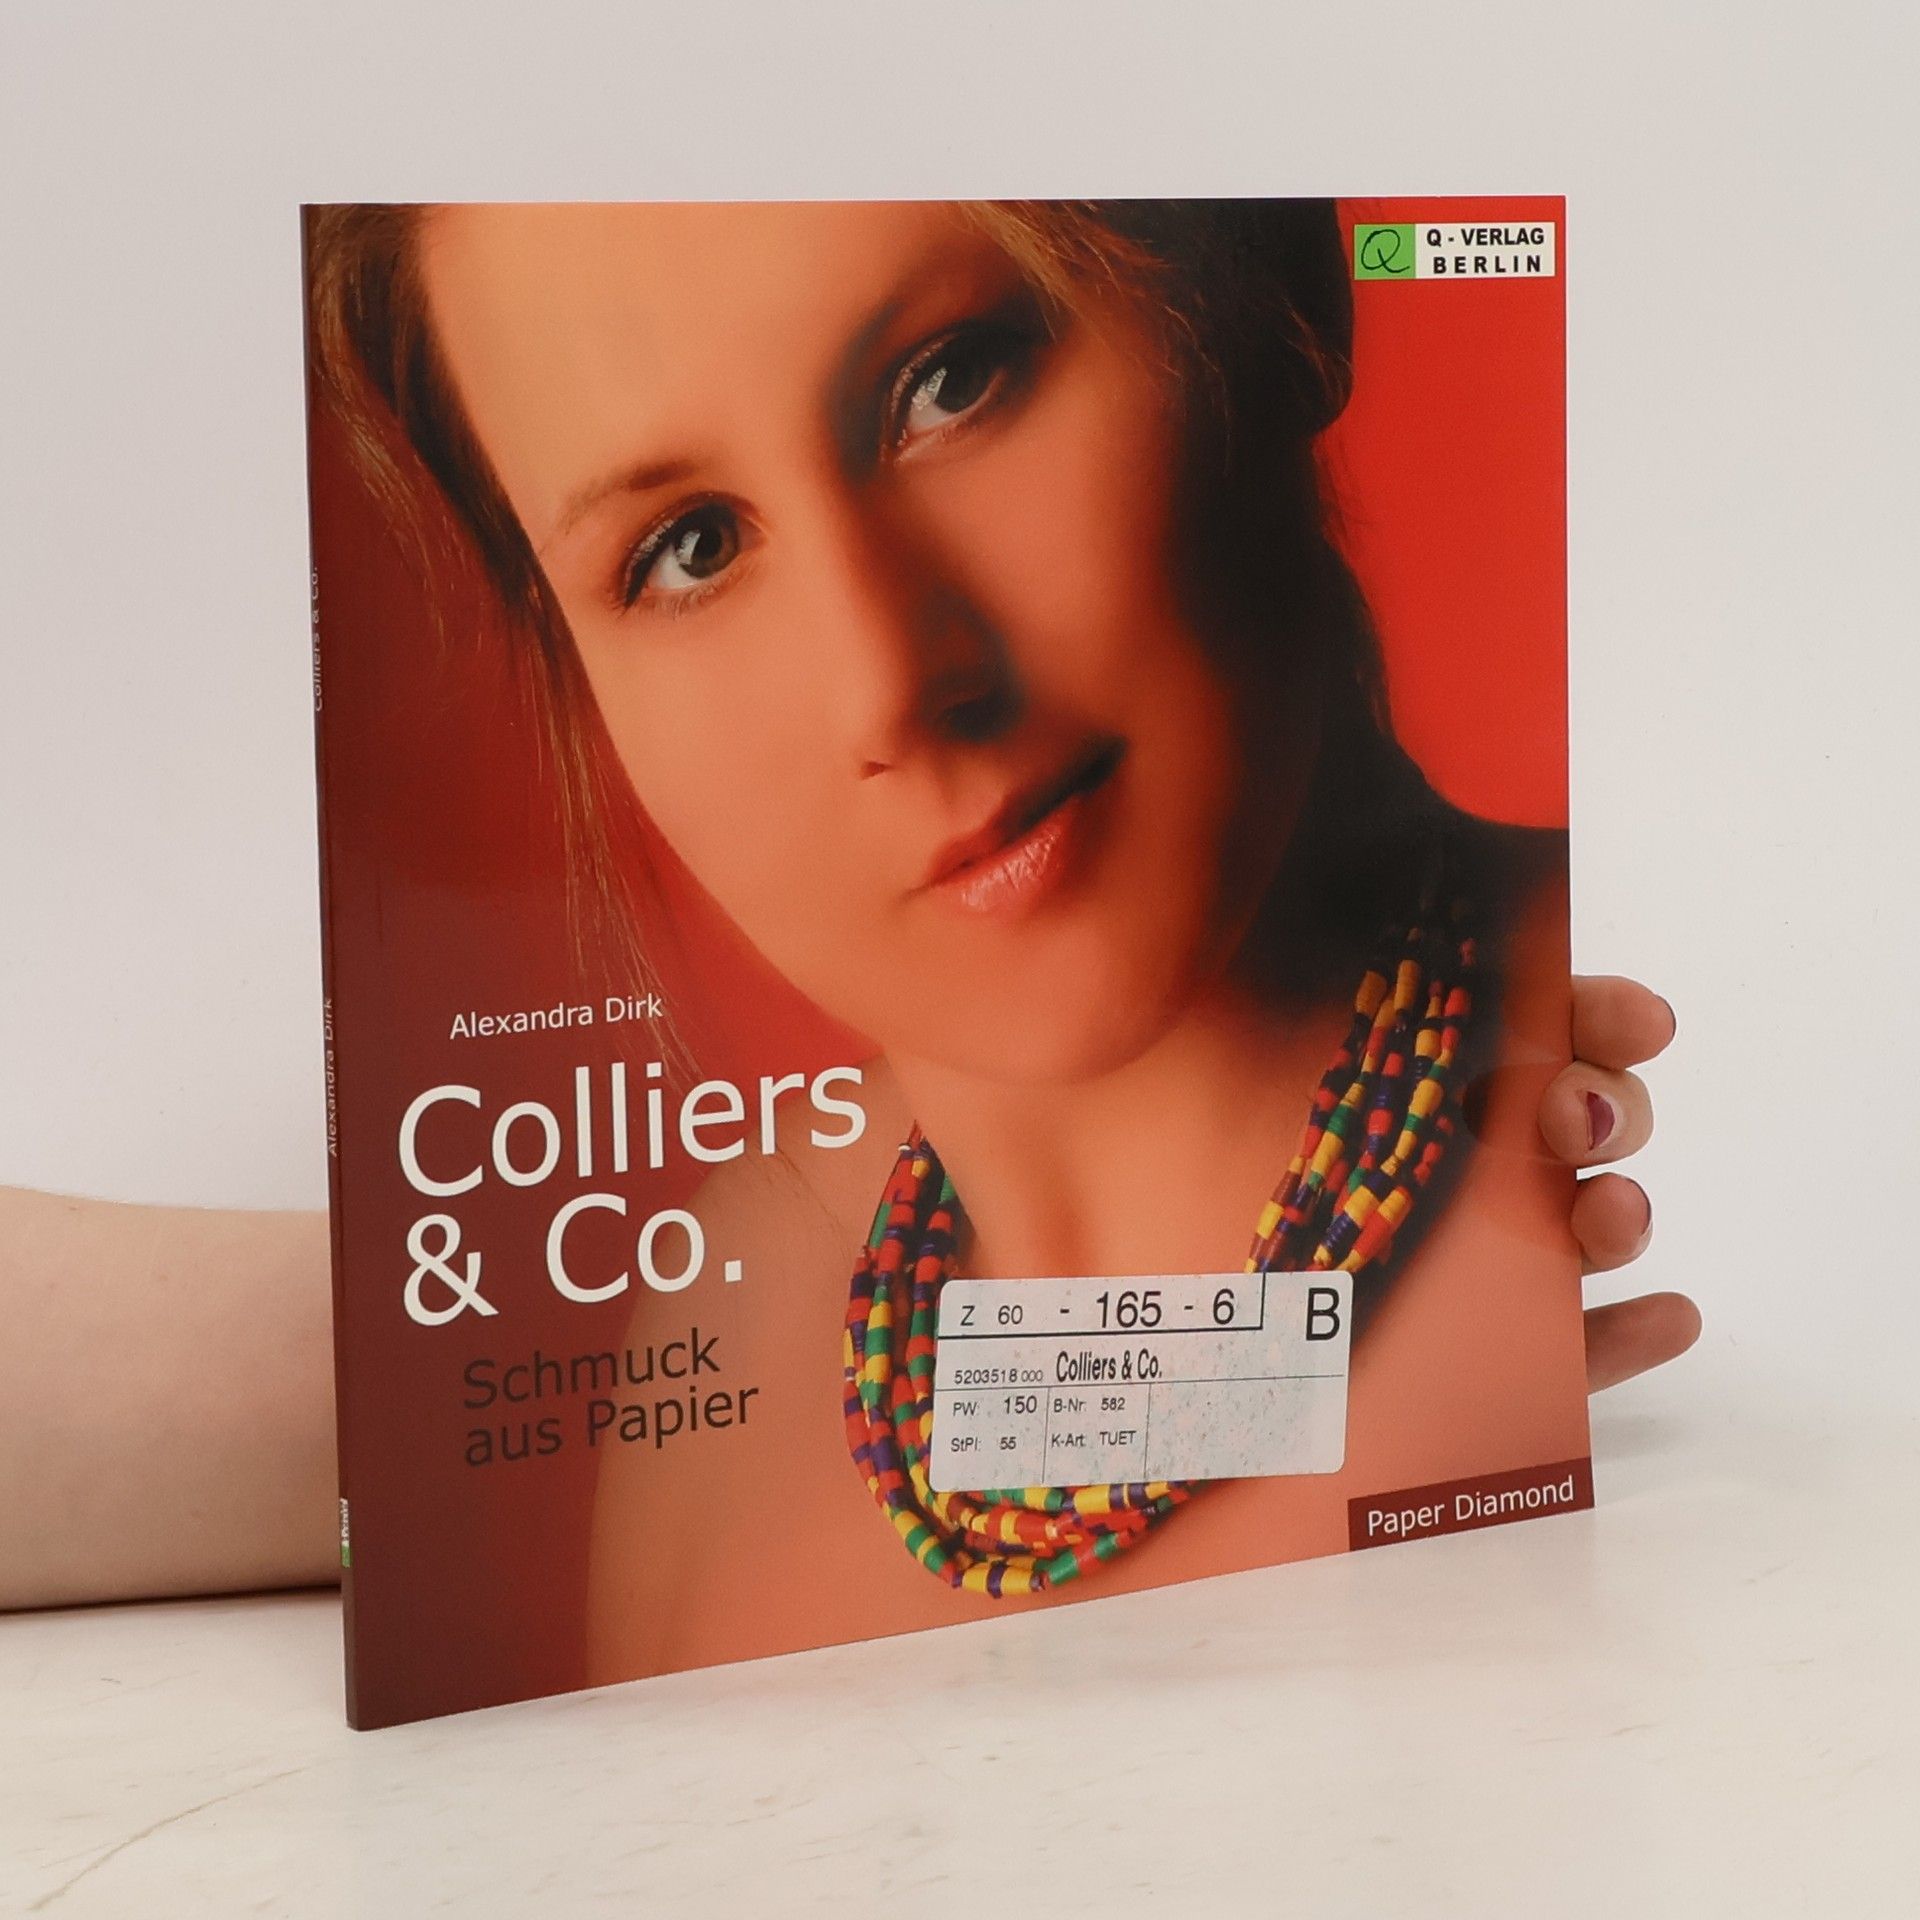 Q - VERLAG
BERLIN
Colliers & Co.
Alexandra Dirk
Alexandra Dirk
Colliers
& Co.
Schmuck
aus Papier
Z 60 - 165 - 6 B
5203518 000 Colliers & Co.
PW: 150 B-Nr: 582
StPl: 55 K-Art: TUET
Paper Diamond